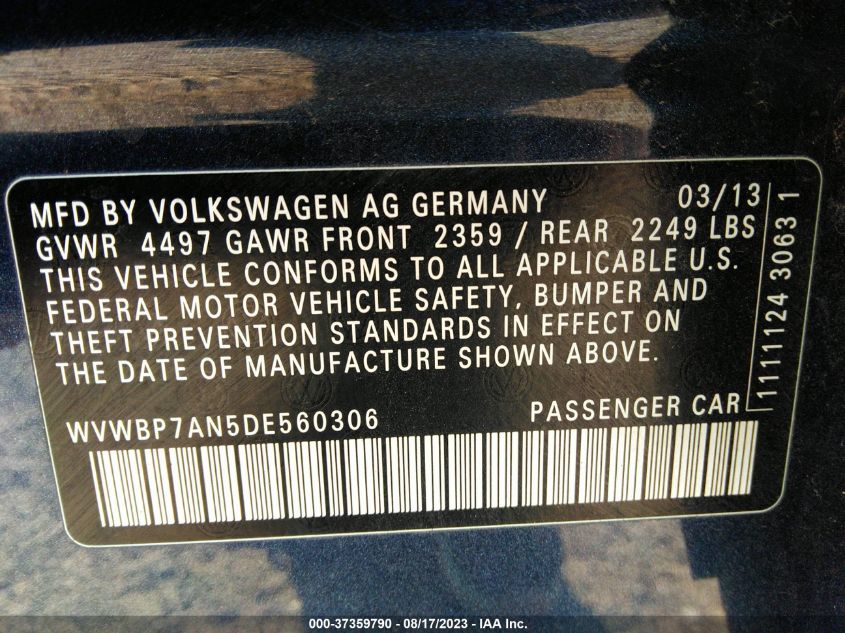 MFD BY VOLKSWAGEN AG GERMANY 03/13
GVWR 4497 GAWR FRONT 2359 / REAR 2249 LBS
THIS VEHICLE CONFORMS TO ALL APPLICABLE U.S.
FEDERAL MOTOR VEHICLE SAFETY, BUMPER AND
THEFT PREVENTION STANDARDS IN EFFECT ON
THE DATE OF MANUFACTURE SHOWN ABOVE.
WVWBP7AN5DE560306 PASSENGER CAR
1111124 3063 1
000-37359790 - 08/17/2023 - IAA Inc.